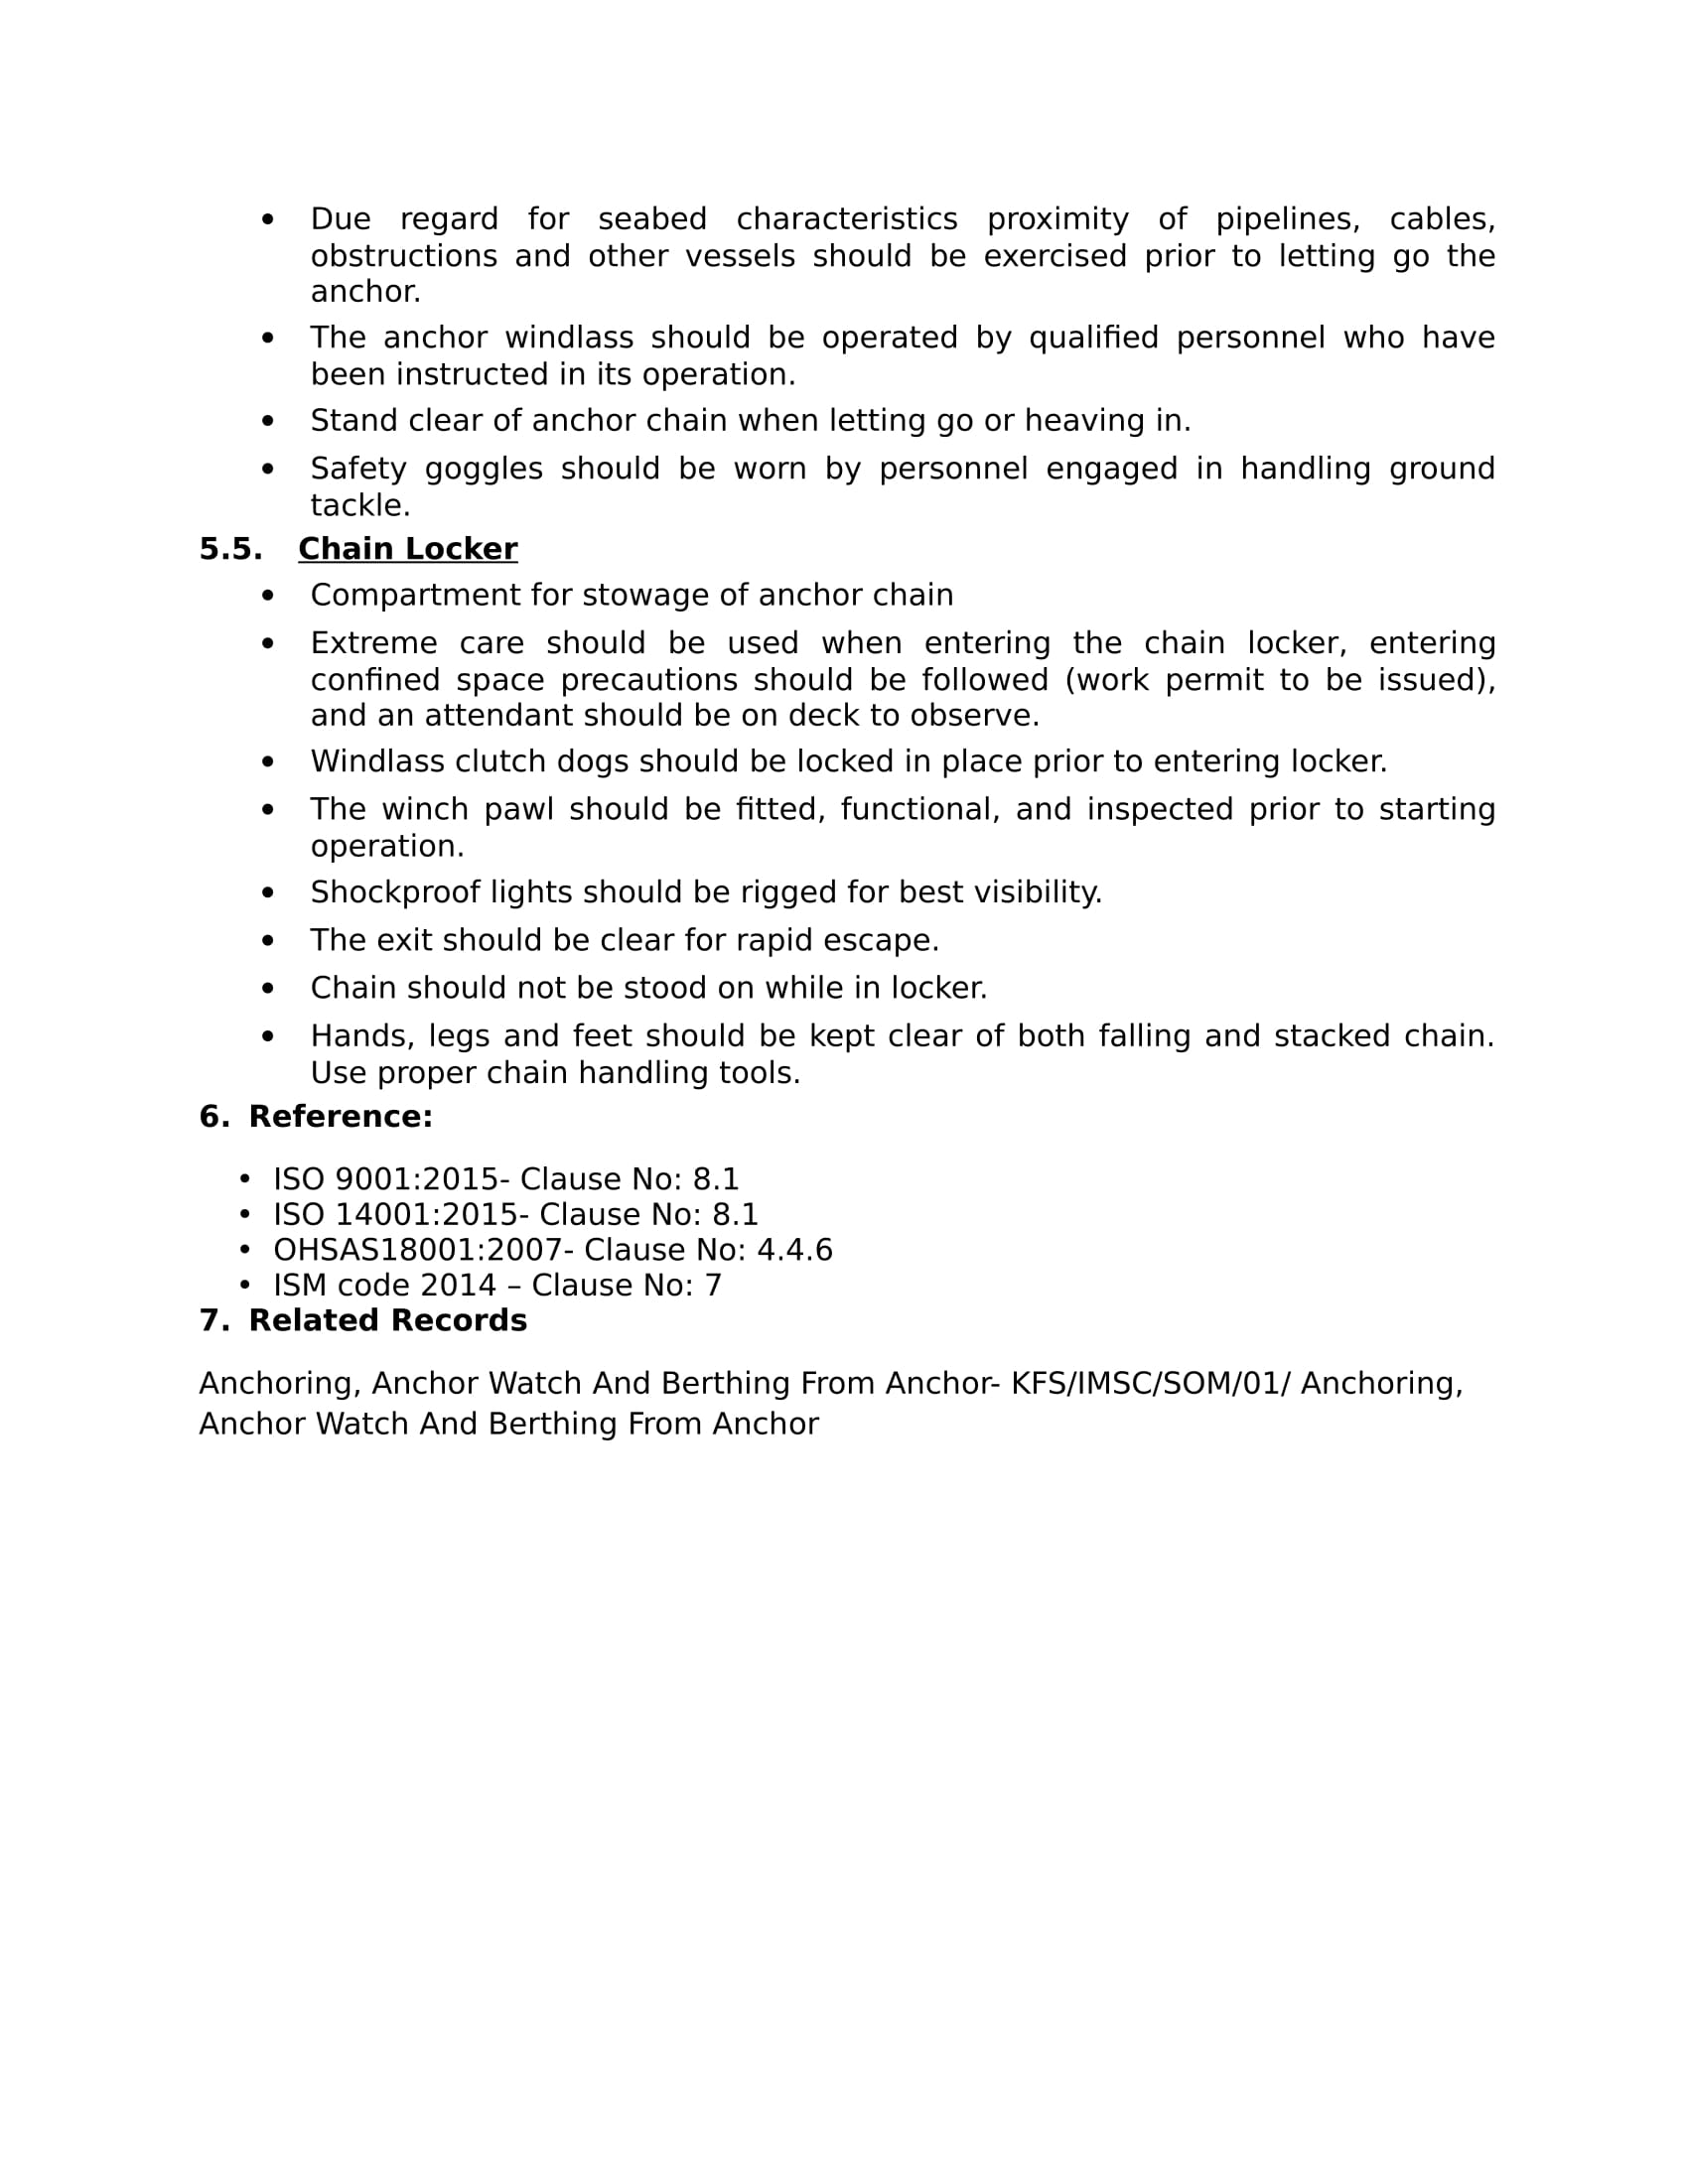 • Due regard for seabed characteristics proximity of pipelines, cables,
obstructions and other vessels should be exercised prior to letting go the
anchor.
• The anchor windlass should be operated by qualified personnel who have
been instructed in its operation.
• Stand clear of anchor chain when letting go or heaving in.
• Safety goggles should be worn by personnel engaged in handling ground
tackle.
5.5. Chain Locker
• Compartment for stowage of anchor chain
• Extreme care should be used when entering the chain locker, entering
confined space precautions should be followed (work permit to be issued),
and an attendant should be on deck to observe.
• Windlass clutch dogs should be locked in place prior to entering locker.
• The winch pawl should be fitted, functional, and inspected prior to starting
operation.
• Shockproof lights should be rigged for best visibility.
• The exit should be clear for rapid escape.
• Chain should not be stood on while in locker.
• Hands, legs and feet should be kept clear of both falling and stacked chain.
Use proper chain handling tools.
6. Reference:
• ISO 9001:2015- Clause No: 8.1
• ISO 14001:2015- Clause No: 8.1
• OHSAS18001:2007- Clause No: 4.4.6
• ISM code 2014 – Clause No: 7
7. Related Records
Anchoring, Anchor Watch And Berthing From Anchor- KFS/IMSC/SOM/01/ Anchoring,
Anchor Watch And Berthing From Anchor